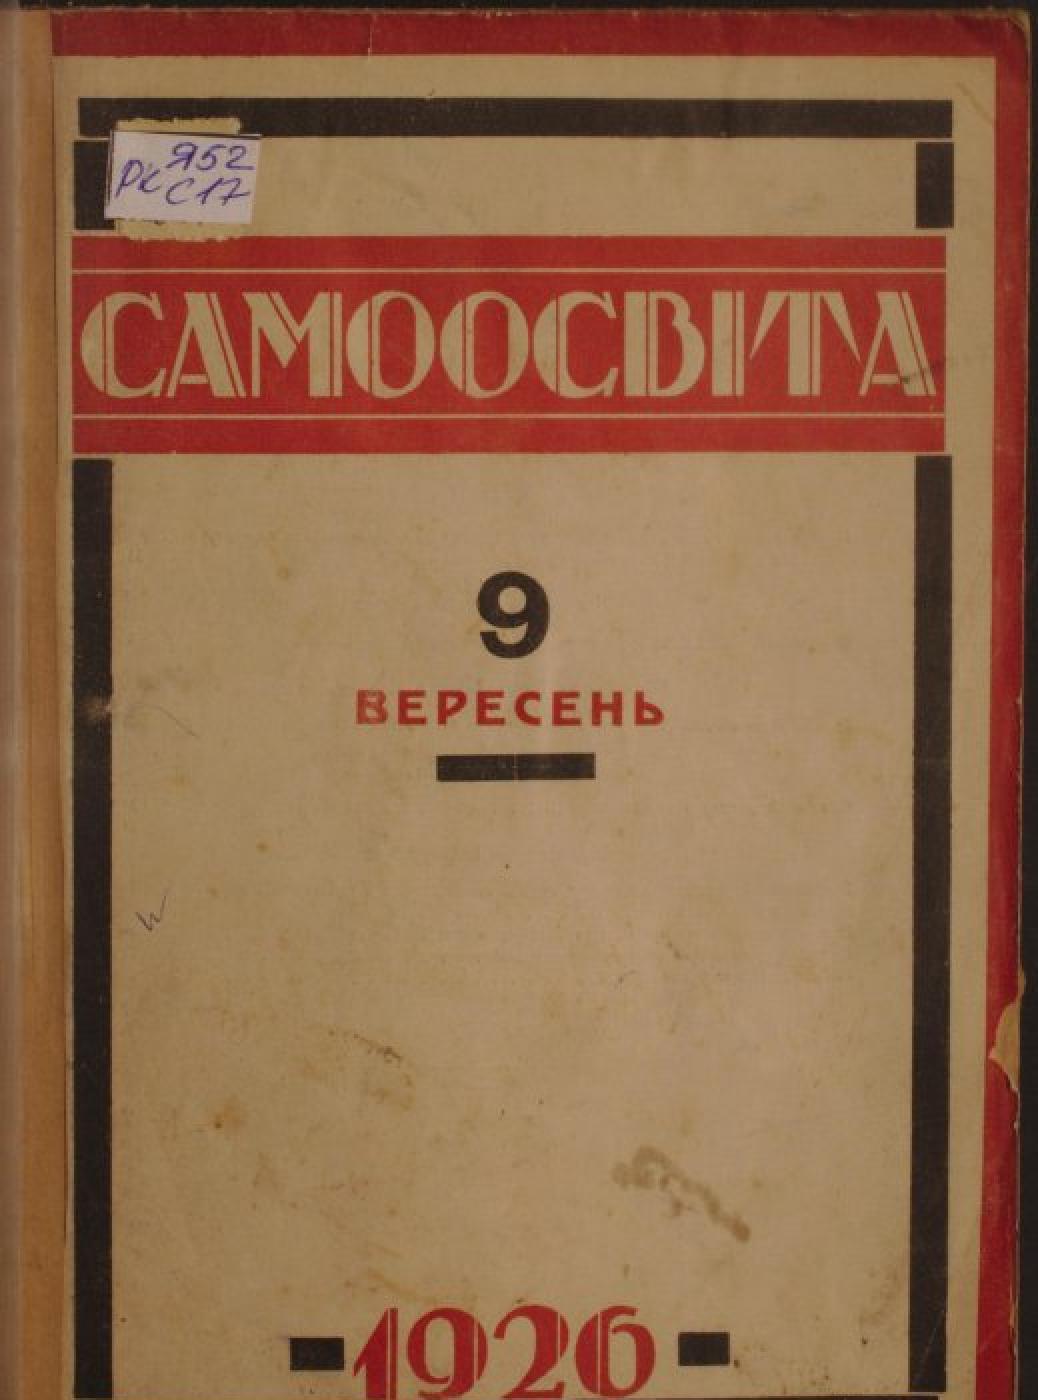 Я52
РК С17
САМООСВІТА
9
ВЕРЕСЕНЬ
1926